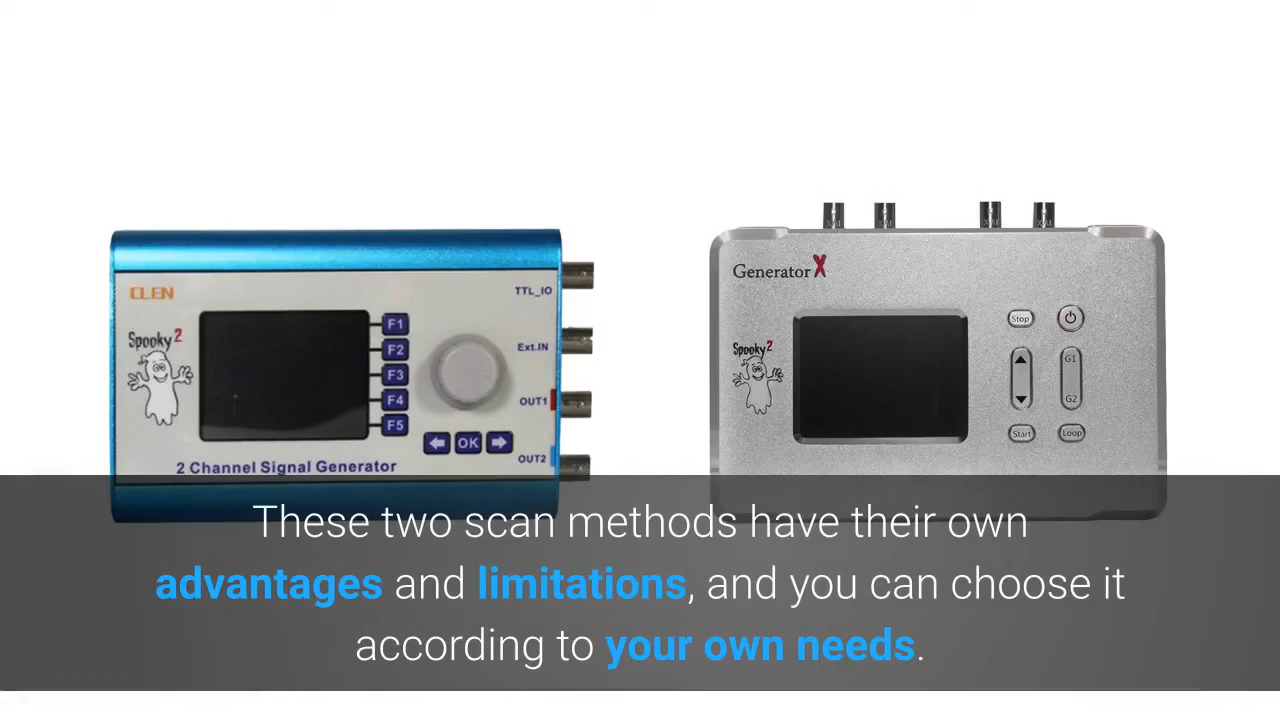 CLEN
TTL_IO
Spooky2
F1
F2
F3
F4
F5
Ext.IN
OUT1
OK
OUT2
2 Channel Signal Generator
Generator X
Spooky2
Stop
G1
G2
Start
Loop
These two scan methods have their own
advantages and limitations, and you can choose it
according to your own needs.